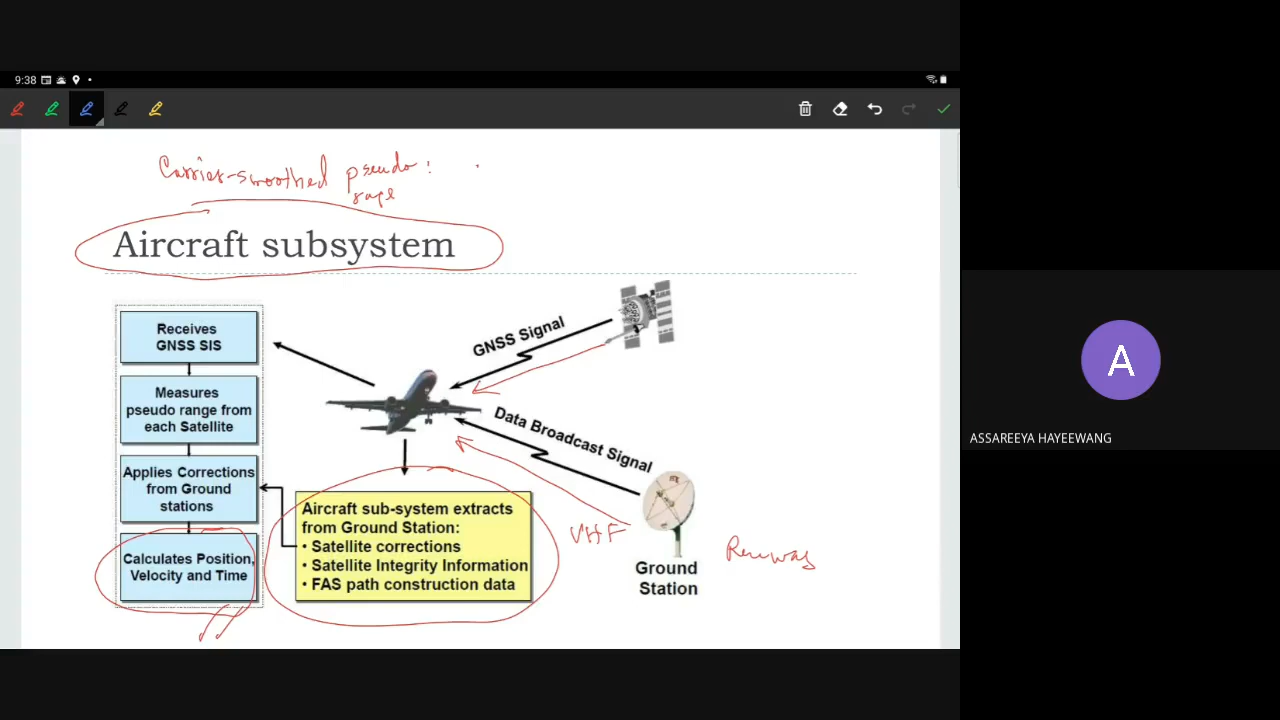 9:38
Carrier-smoothed pseudo:
Aircraft subsystem
Receives
GNSS SIS
Measures
pseudo range from
each Satellite
Applies Corrections
from Ground
stations
Calculates Position,
Velocity and Time
GNSS Signal
Data Broadcast Signal
Aircraft sub-system extracts
from Ground Station:
• Satellite corrections
• Satellite Integrity Information
• FAS path construction data
VHF
Ground
Station
Runway
A
ASSAREEYA HAYEEWANG